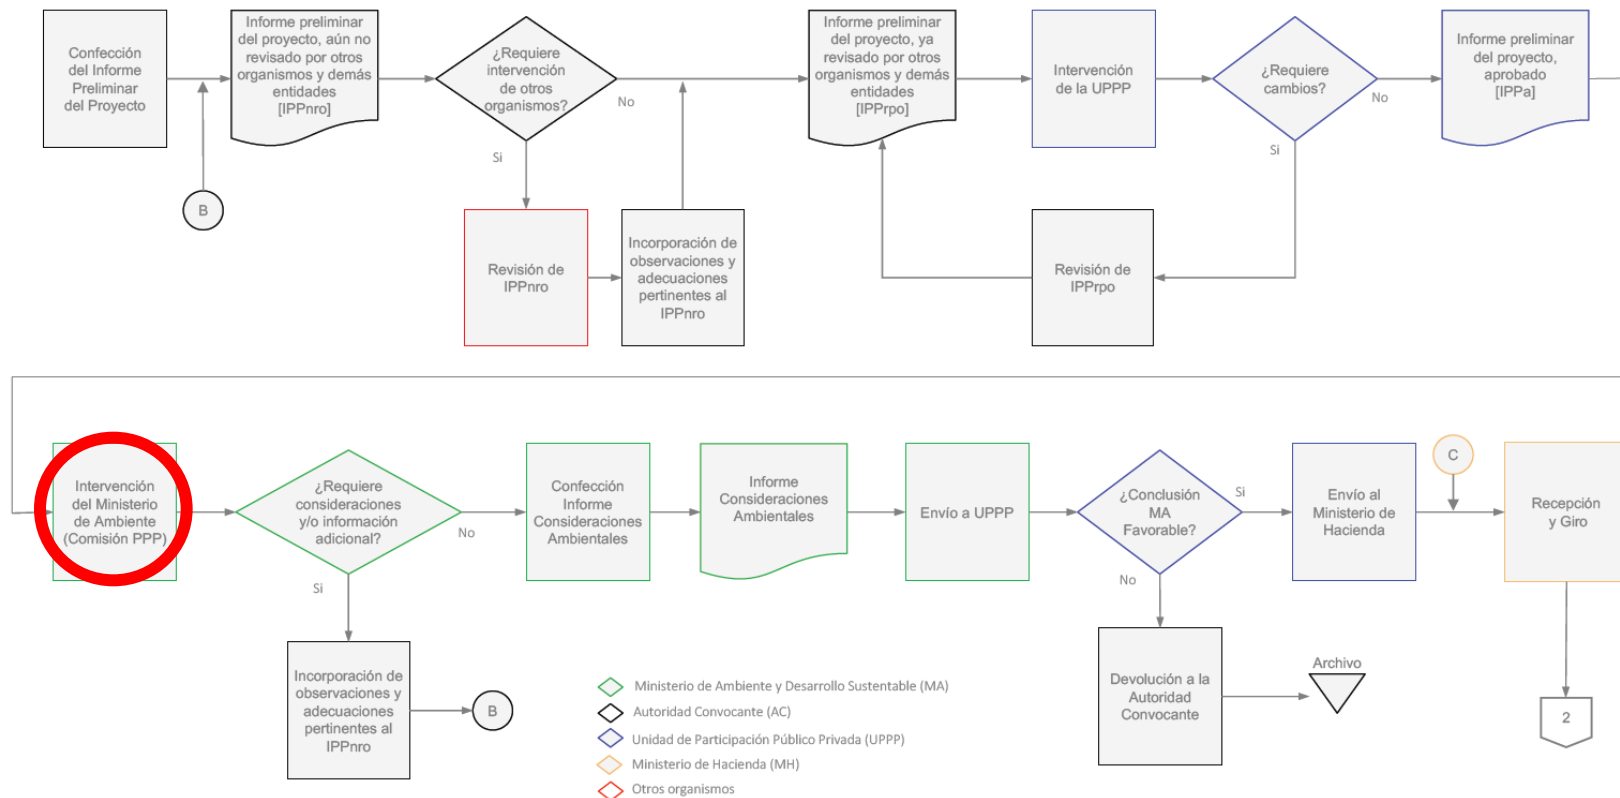 Confección
del Informe
Preliminar
del Proyecto
Informe preliminar
del proyecto, aún no
revisado por otros
organismos y demás
entidades
[IPPnro]
¿Requiere
intervención
de otros
organismos?
No
Si
Informe preliminar
del proyecto, ya
revisado por otros
organismos y demás
entidades
[IPPrpo]
Intervención
de la UPPP
¿Requiere
cambios?
No
Si
Informe preliminar
del proyecto,
aprobado
[IPPa]
B
Revisión de
IPPnro
Incorporación de
observaciones y
adecuaciones
pertinentes al
IPPnro
Revisión de
IPPrpo
Intervención
del Ministerio
de Ambiente
(Comisión PPP)
¿Requiere
consideraciones
y/o información
adicional?
No
Si
Confección
Informe
Consideraciones
Ambientales
Informe
Consideraciones
Ambientales
Envío a UPPP
¿Conclusión
MA
Favorable?
Si
No
Envío al
Ministerio de
Hacienda
C
Recepción
y Giro
Incorporación de
observaciones y
adecuaciones
pertinentes al
IPPnro
B
Devolución a la
Autoridad
Convocante
Archivo
2
Ministerio de Ambiente y Desarrollo Sustentable (MA)
Autoridad Convocante (AC)
Unidad de Participación Público Privada (UPPP)
Ministerio de Hacienda (MH)
Otros organismos